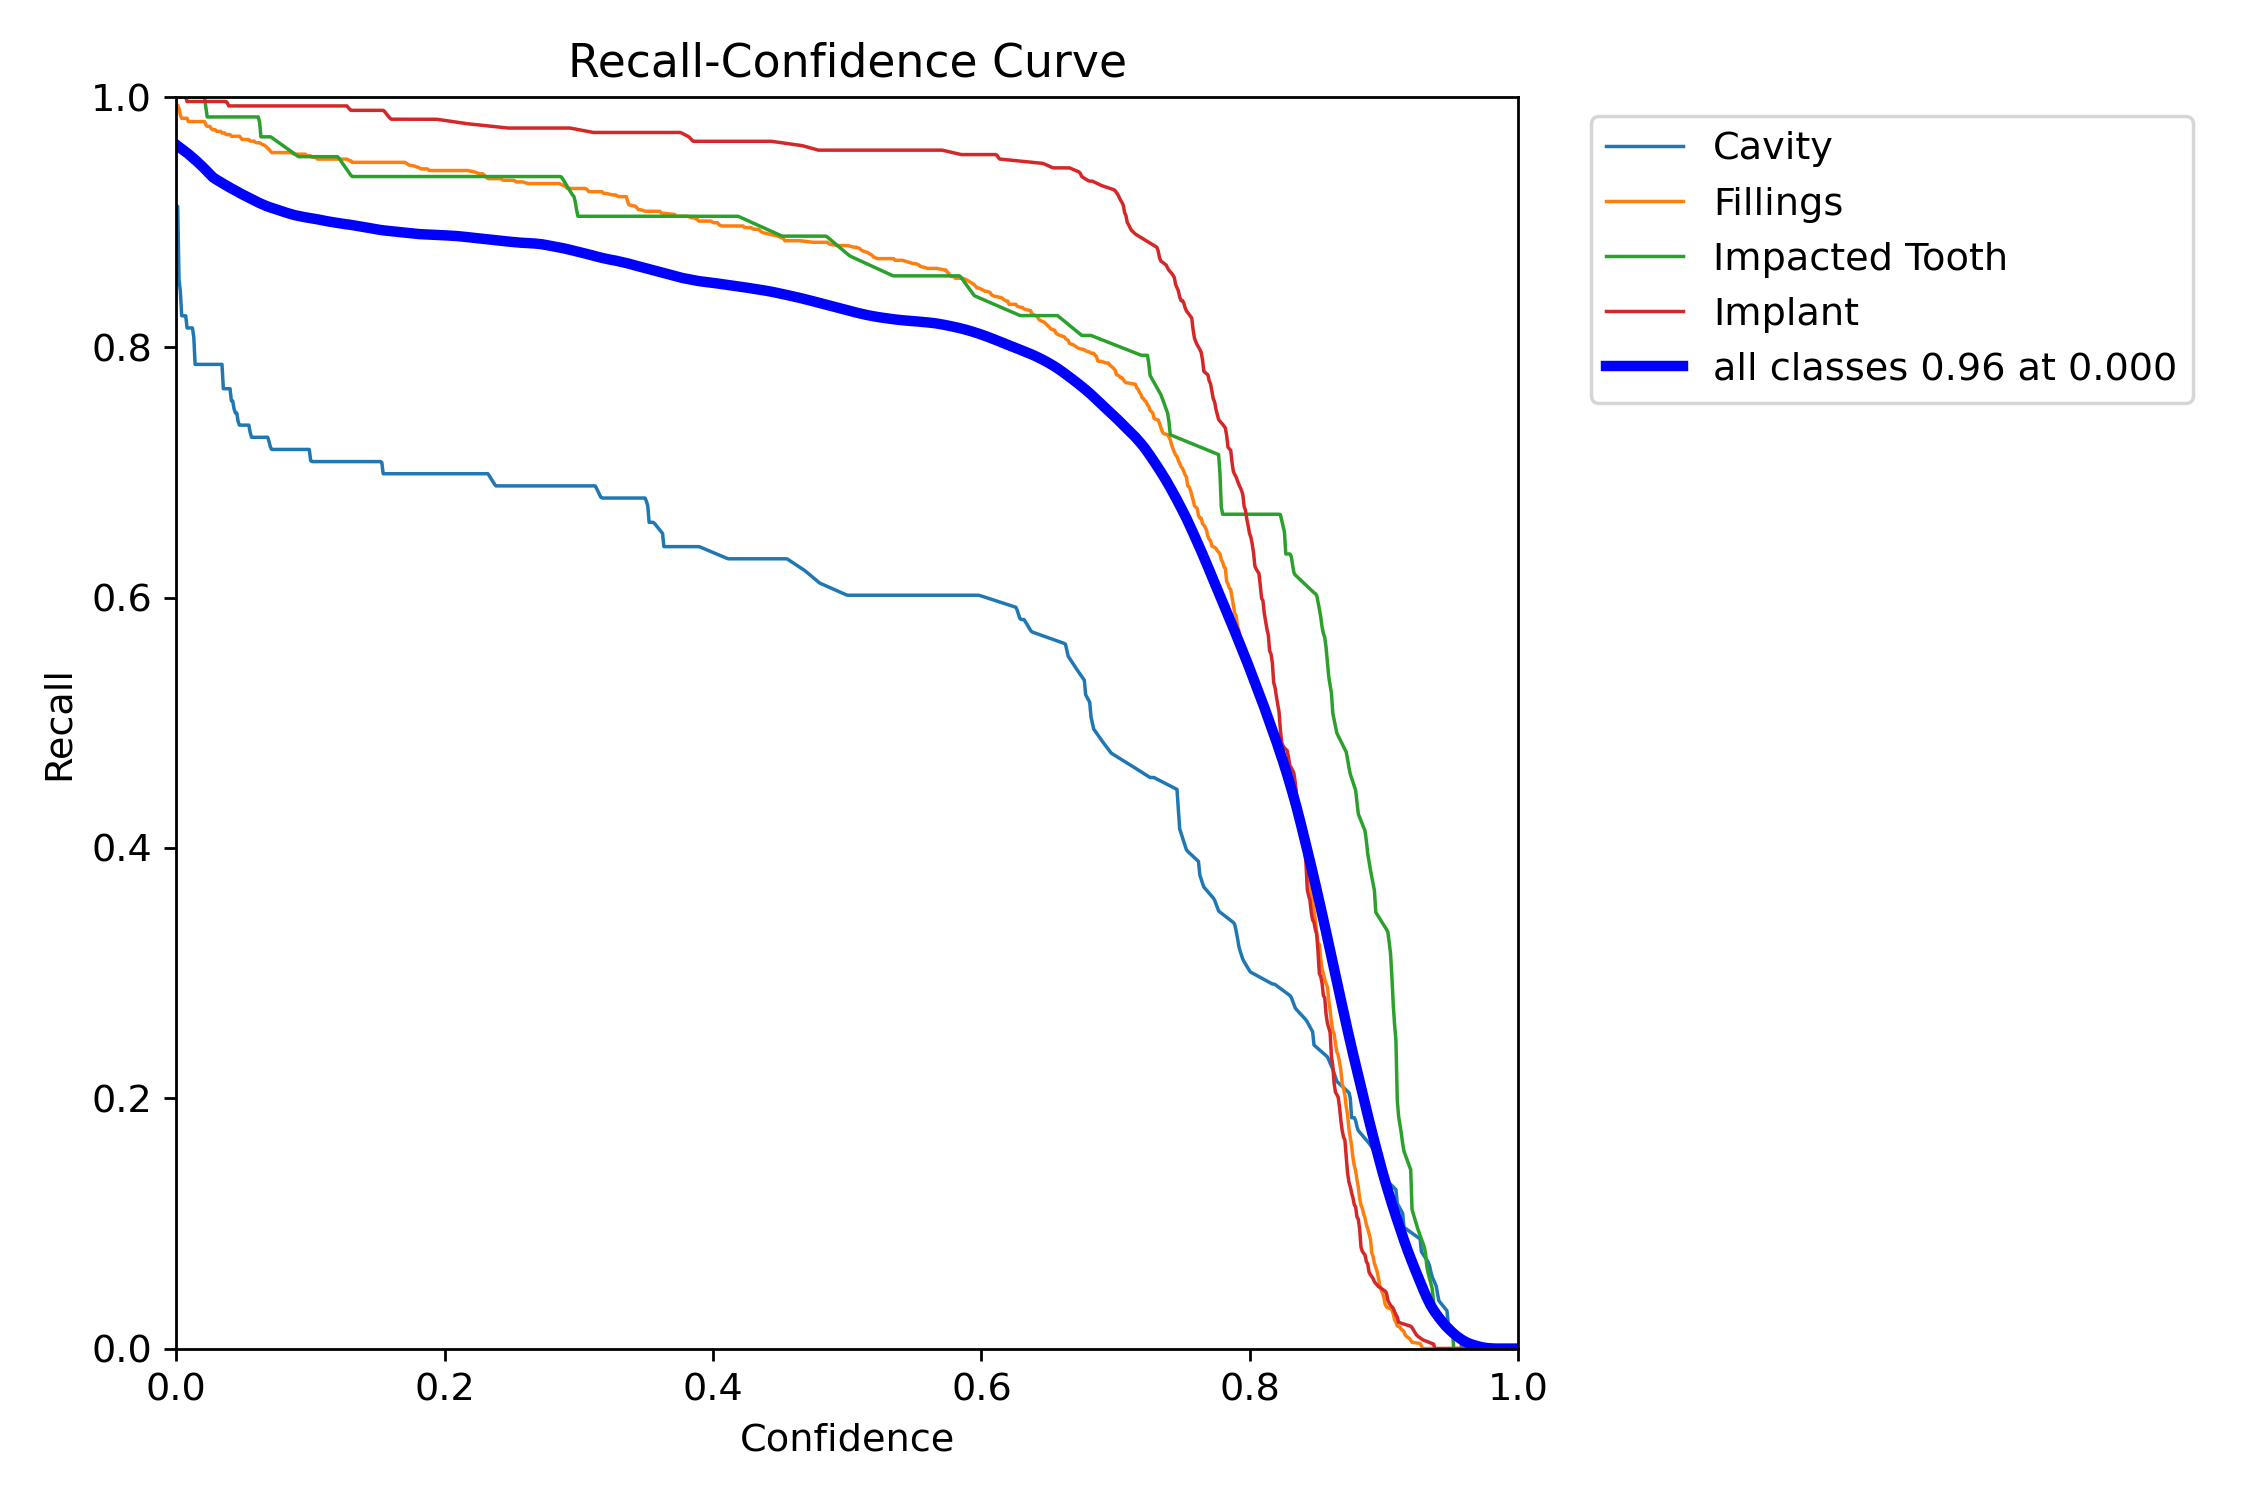 Recall-Confidence Curve
1.0
0.8
0.6
0.4
0.2
0.0
Recall
0.0 0.2 0.4 0.6 0.8 1.0
Confidence
Cavity
Fillings
Impacted Tooth
Implant
all classes 0.96 at 0.000